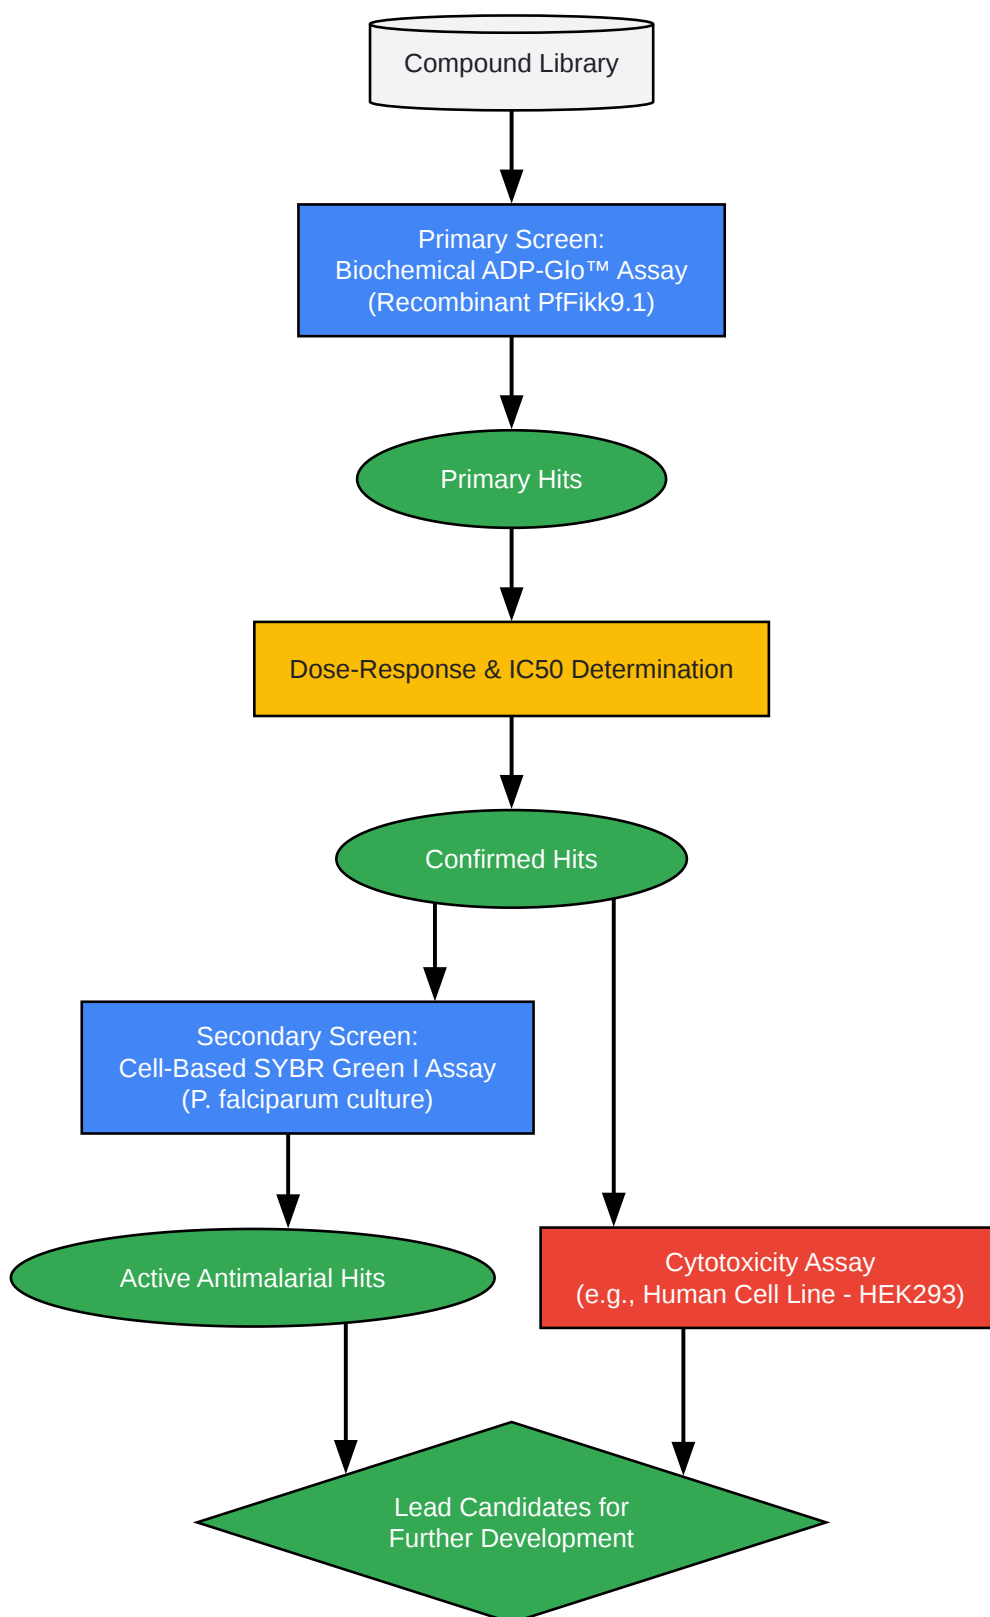 Compound Library
Primary Screen:
Biochemical ADP-Glo™ Assay
(Recombinant PfFikk9.1)
Primary Hits
Dose-Response & IC50 Determination
Confirmed Hits
Secondary Screen:
Cell-Based SYBR Green I Assay
(P. falciparum culture)
Active Antimalarial Hits
Cytotoxicity Assay
(e.g., Human Cell Line - HEK293)
Lead Candidates for
Further Development